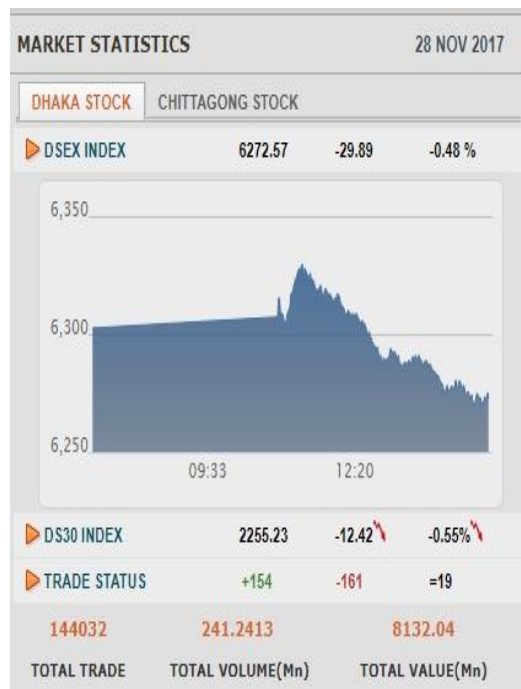 MARKET STATISTICS 28 NOV 2017
DHAKA STOCK CHITTAGONG STOCK
DSEX INDEX 6272.57 -29.89 -0.48 %
6,350
6,300
6,250
09:33 12:20
DS30 INDEX 2255.23 -12.42 -0.55%
TRADE STATUS +154 -161 =19
144032 241.2413 8132.04
TOTAL TRADE TOTAL VOLUME(Mn) TOTAL VALUE(Mn)